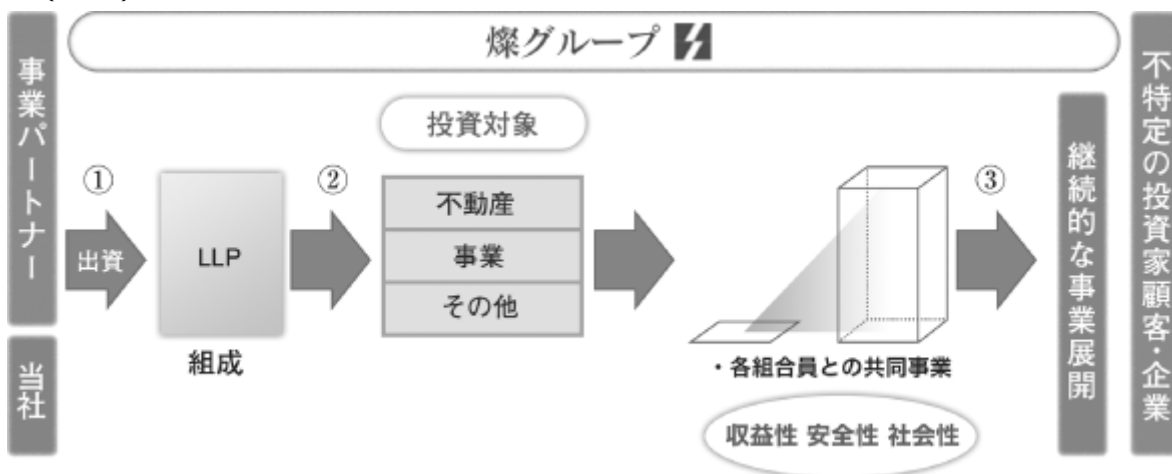 燦グループ
事業パートナー
当社
①
出資
LLP
組成
②
投資対象
不動産
事業
その他
・各組合員との共同事業
収益性 安全性 社会性
③
継続的な事業展開
不特定の投資家顧客・企業